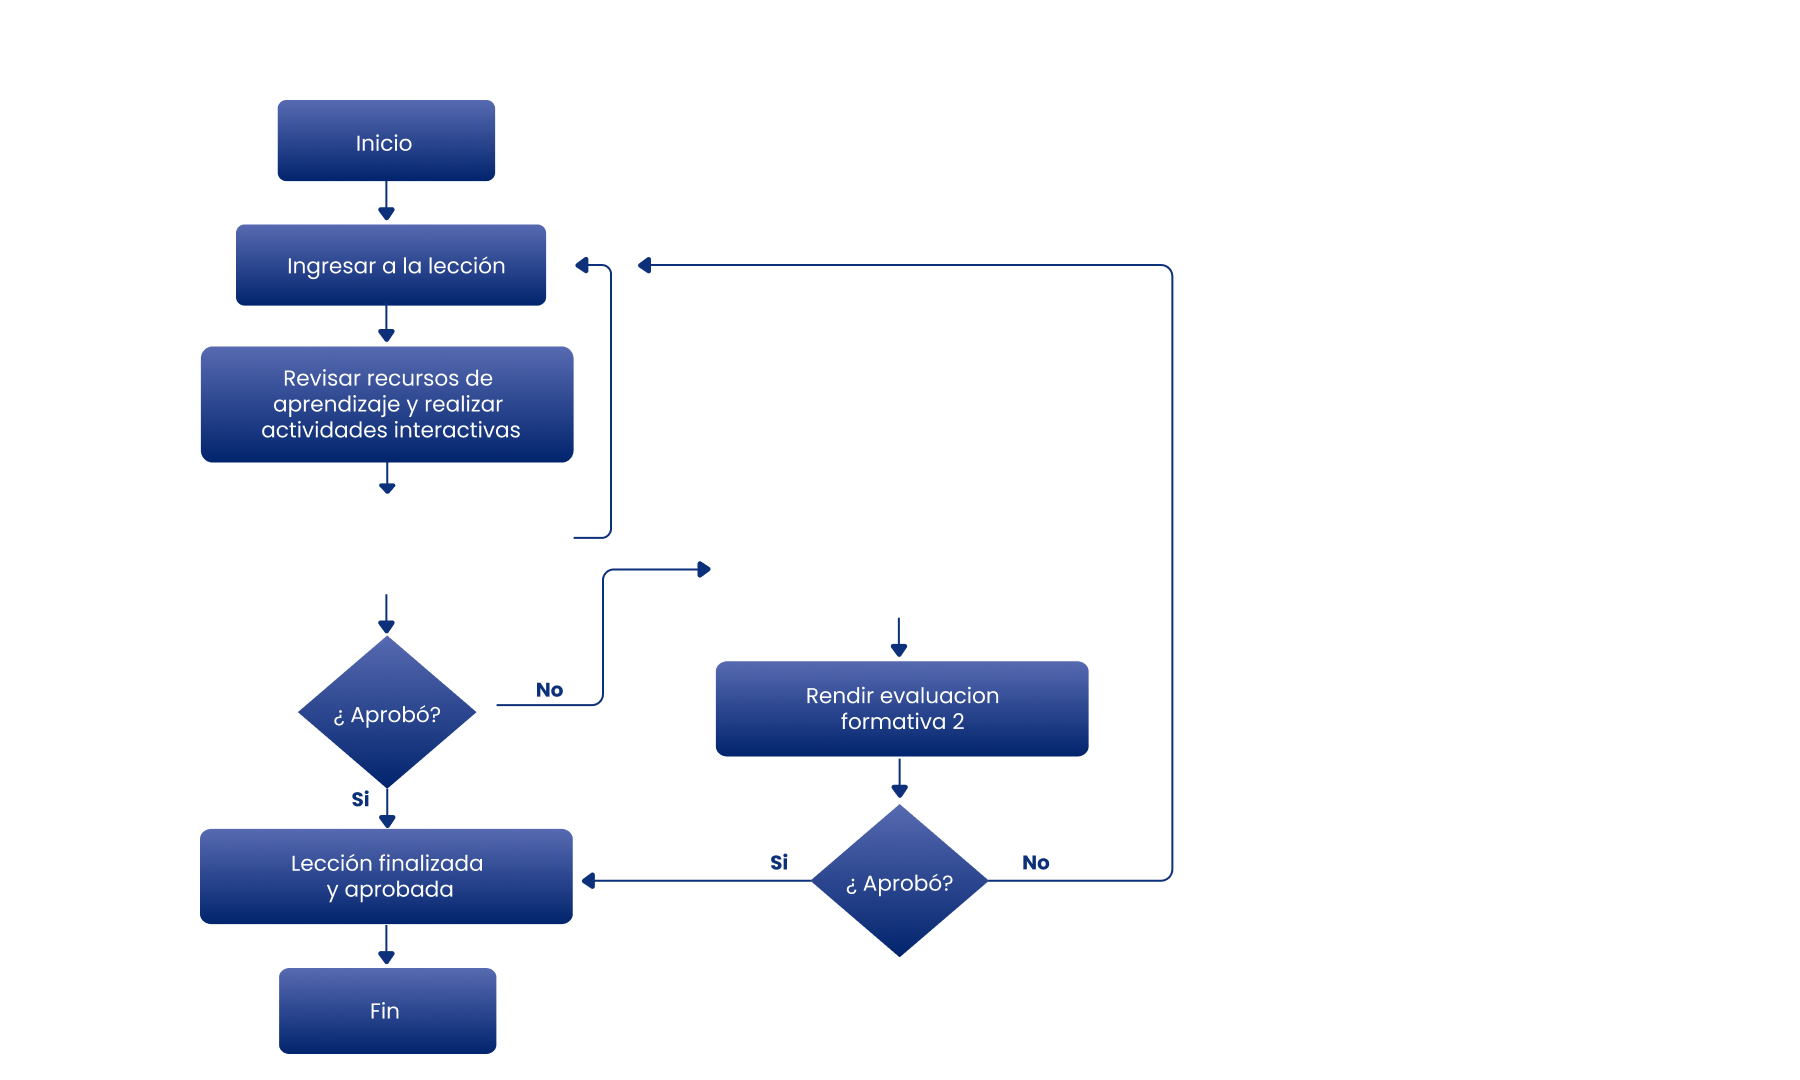 Inicio
Ingresar a la lección
Revisar recursos de
aprendizaje y realizar
actividades interactivas
¿ Aprobó?
No
Si
Rendir evaluacion
formativa 2
¿ Aprobó?
Si
No
Lección finalizada
y aprobada
Fin